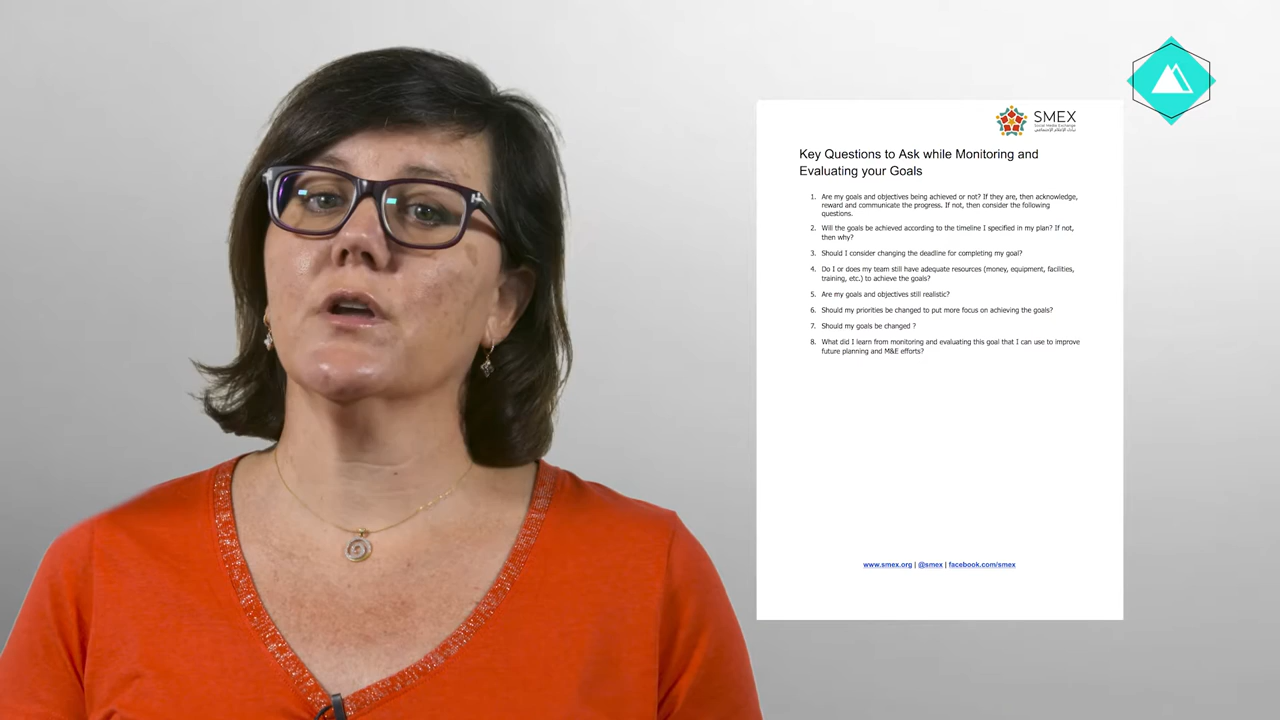 SMEX
Social Media Exchange
Key Questions to Ask while Monitoring and
Evaluating your Goals
1. Are my goals and objectives being achieved or not? If they are, then acknowledge,
reward and communicate the progress. If not, then consider the following
questions.
2. Will the goals be achieved according to the timeline I specified in my plan? If not,
then why?
3. Should I consider changing the deadline for completing my goal?
4. Do I or does my team still have adequate resources (money, equipment, facilities,
training, etc.) to achieve the goals?
5. Are my goals and objectives still realistic?
6. Should my priorities be changed to put more focus on achieving the goals?
7. Should my goals be changed ?
8. What did I learn from monitoring and evaluating this goal that I can use to improve
future planning and M&E efforts?
www.smex.org | @smex | facebook.com/smex